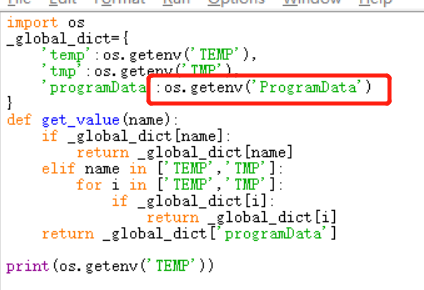 File Edit Format Run Options Window Help
import os
_global_dict={
    'temp':os.getenv('TEMP'),
    'tmp':os.getenv('TMP'),
    'programData':os.getenv('ProgramData')
}
def get_value(name):
    if _global_dict[name]:
        return _global_dict[name]
    elif name in ['TEMP','TMP']:
        for i in ['TEMP','TMP']:
            if _global_dict[i]:
                return _global_dict[i]
    return _global_dict['programData']
print(os.getenv('TEMP'))